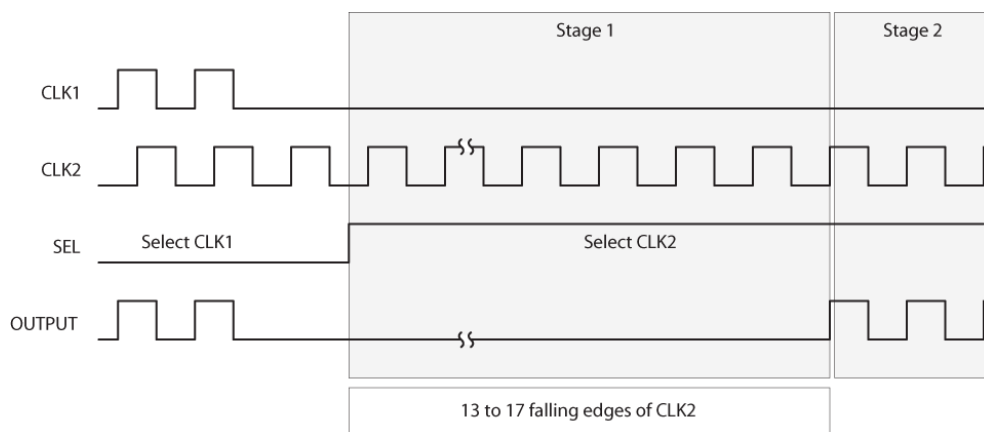 Stage 1
Stage 2
CLK1
CLK2
SEL
Select CLK1
Select CLK2
OUTPUT
13 to 17 falling edges of CLK2